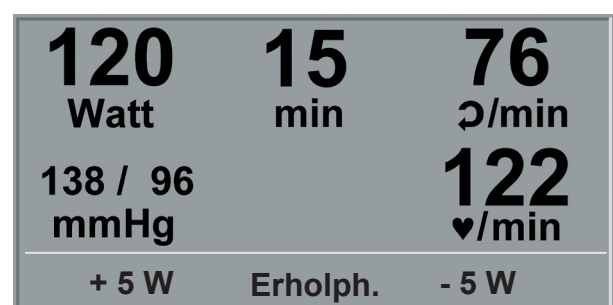 120 15 76
Watt min ⊃/min
138 / 96 122
mmHg ♥/min
+ 5 W Erholph. - 5 W